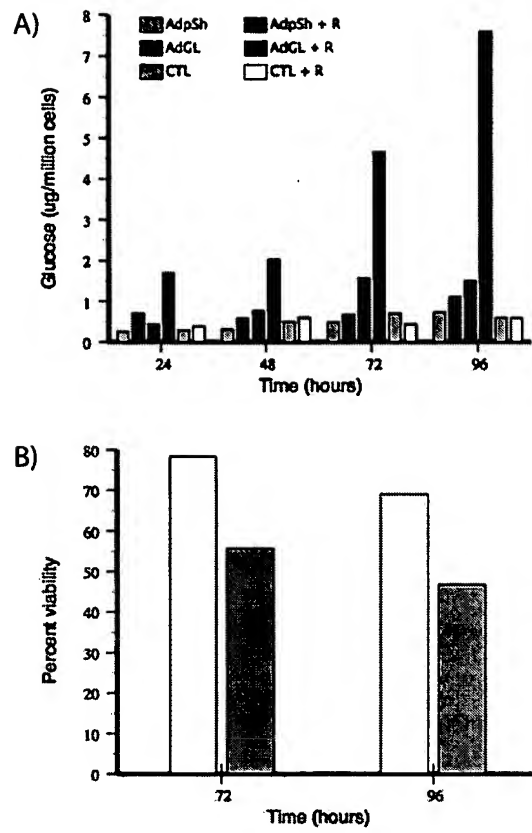 A)
AdpSh AdpSh + R
AdGL AdGL + R
CTL CTL + R
Glucose (ug/million cells)
8
7
6
5
4
3
2
1
0
24 48 72 96
Time (hours)
B)
Percent viability
80
70
60
50
40
30
20
10
0
72 96
Time (hours)